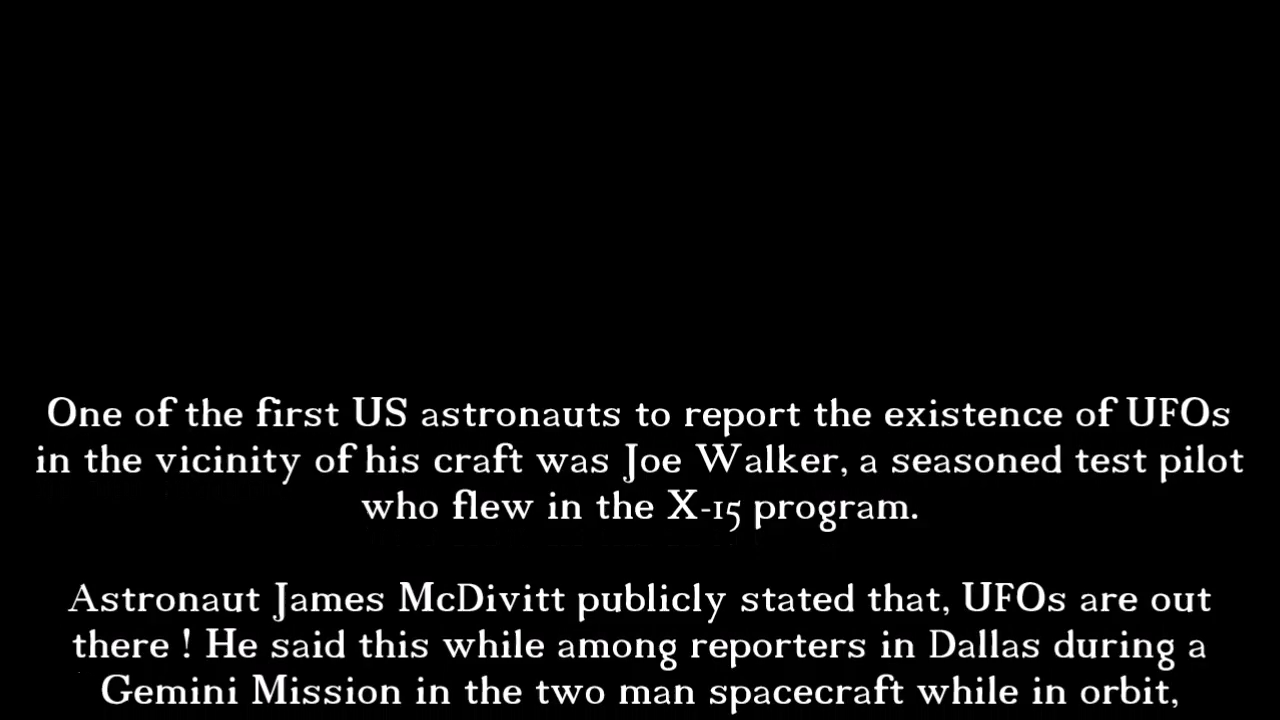 One of the first US astronauts to report the existence of UFOs
in the vicinity of his craft was Joe Walker, a seasoned test pilot
who flew in the X-15 program.
Astronaut James McDivitt publicly stated that, UFOs are out
there ! He said this while among reporters in Dallas during a
Gemini Mission in the two man spacecraft while in orbit,